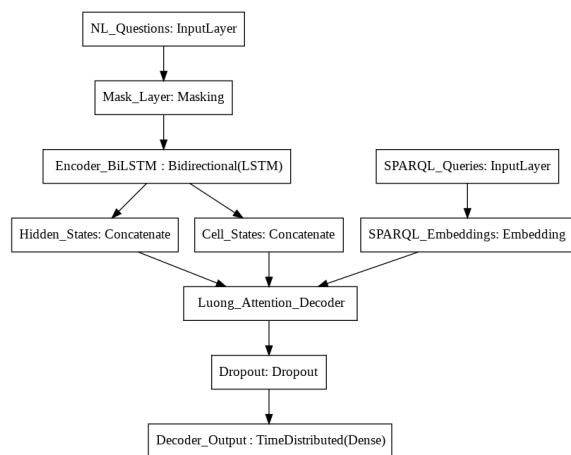 NL_Questions: InputLayer
Mask_Layer: Masking
Encoder_BiLSTM : Bidirectional(LSTM)
SPARQL_Queries: InputLayer
Hidden_States: Concatenate
Cell_States: Concatenate
SPARQL_Embeddings: Embedding
Luong_Attention_Decoder
Dropout: Dropout
Decoder_Output : TimeDistributed(Dense)